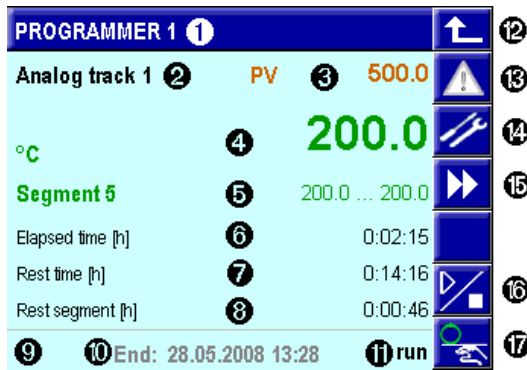 PROGRAMMER 1 ❶
Analog track 1 ❷ PV ❸ 500.0
°C ❹ 200.0
Segment 5 ❺ 200.0 ... 200.0
Elapsed time [h] ❻ 0:02:15
Rest time [h] ❼ 0:14:16
Rest segment [h] ❽ 0:00:46
❾ ❿ End: 28.05.2008 13:28 ⓫ run
⓬
⓭
⓮
⓯
⓰
⓱